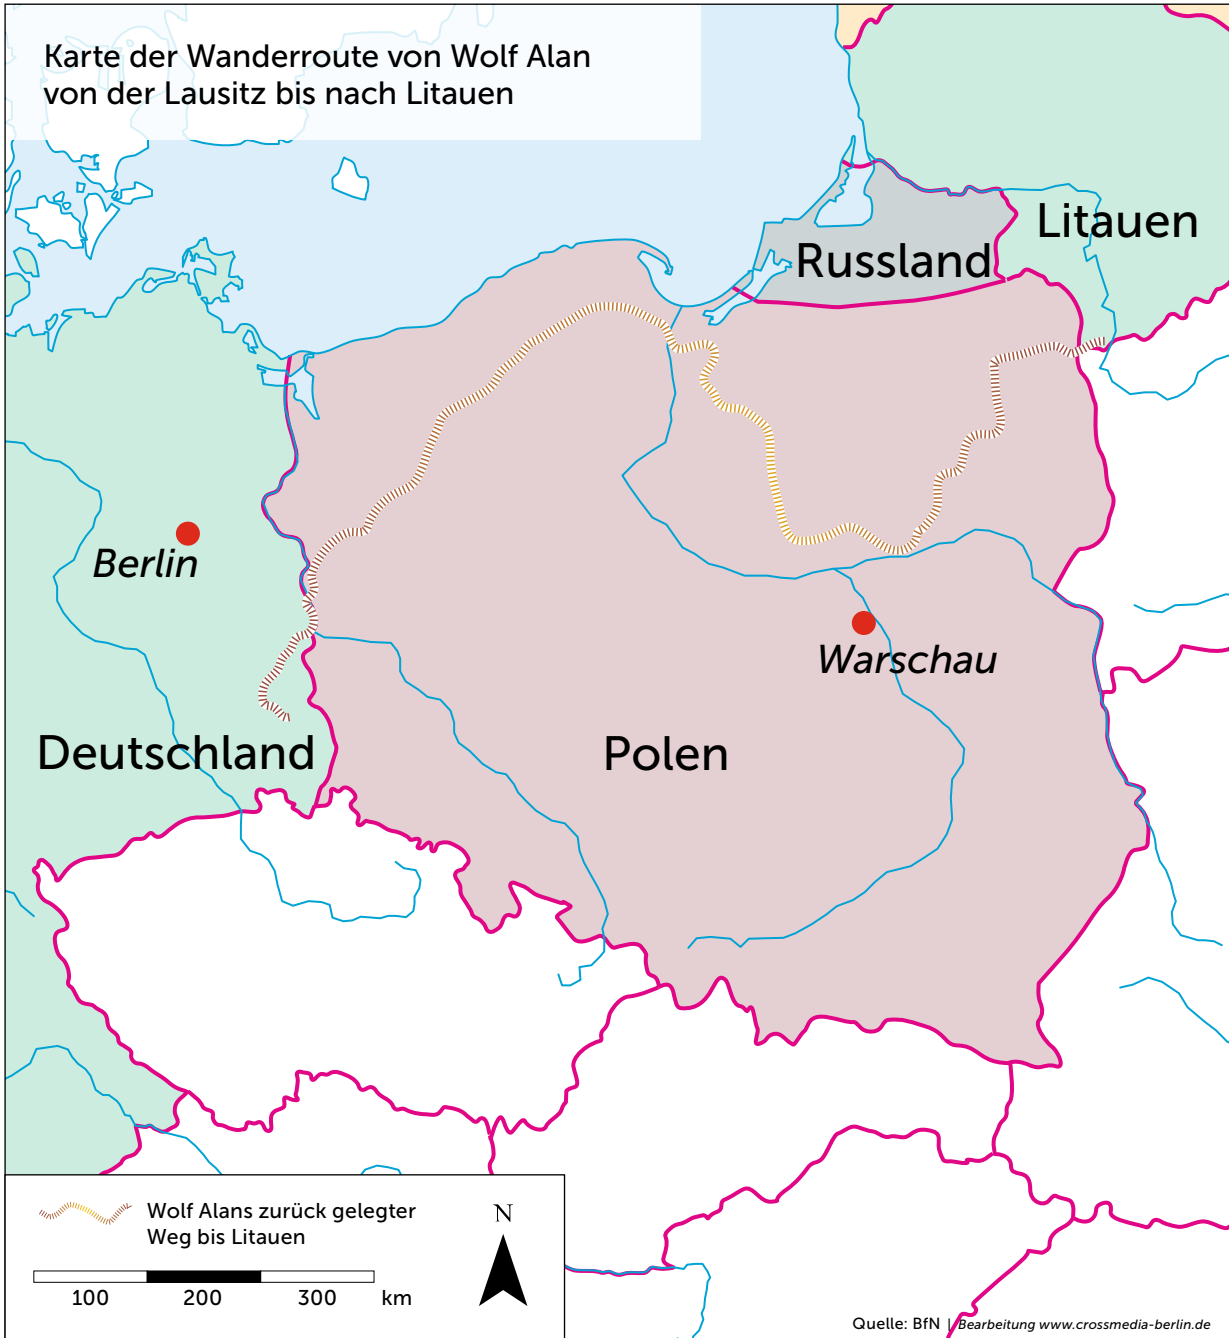 Karte der Wanderroute von Wolf Alan
von der Lausitz bis nach Litauen
Litauen
Russland
Berlin
Warschau
Deutschland
Polen
Wolf Alans zurück gelegter
Weg bis Litauen
N
100 200 300 km
Quelle: BfN | Bearbeitung www.crossmedia-berlin.de